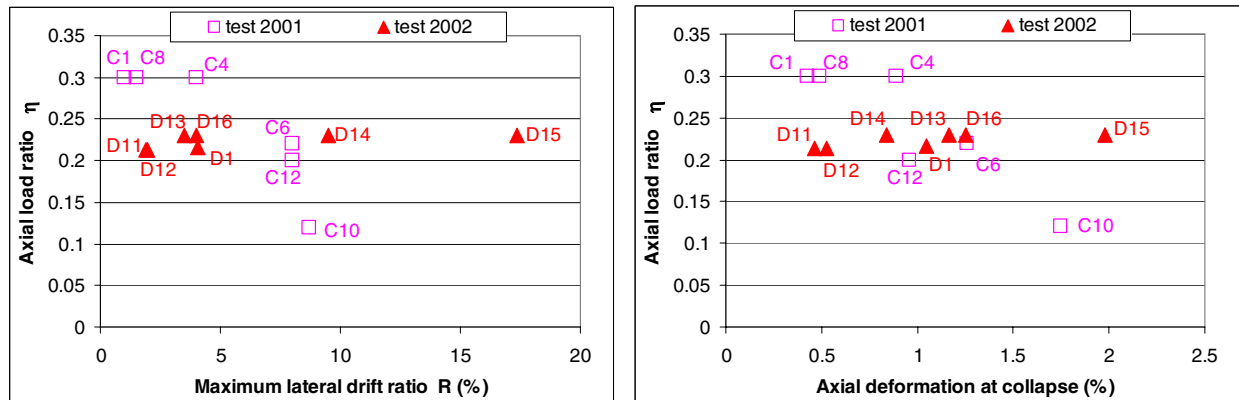 test 2001 test 2002
0.35
0.3
0.25
0.2
0.15
0.1
0.05
0
C1 C8 C4
C6
D13 D16
D14 D15
D11
D1
D12
C12
C10
0 5 10 15 20
Axial load ratio η
Maximum lateral drift ratio R (%)
test 2001 test 2002
0.35
0.3
0.25
0.2
0.15
0.1
0.05
0
C1 C8 C4
D11 D14 D13 D16 D15
D12 C12 D1 C6
C10
0 0.5 1 1.5 2 2.5
Axial load ratio η
Axial deformation at collapse (%)